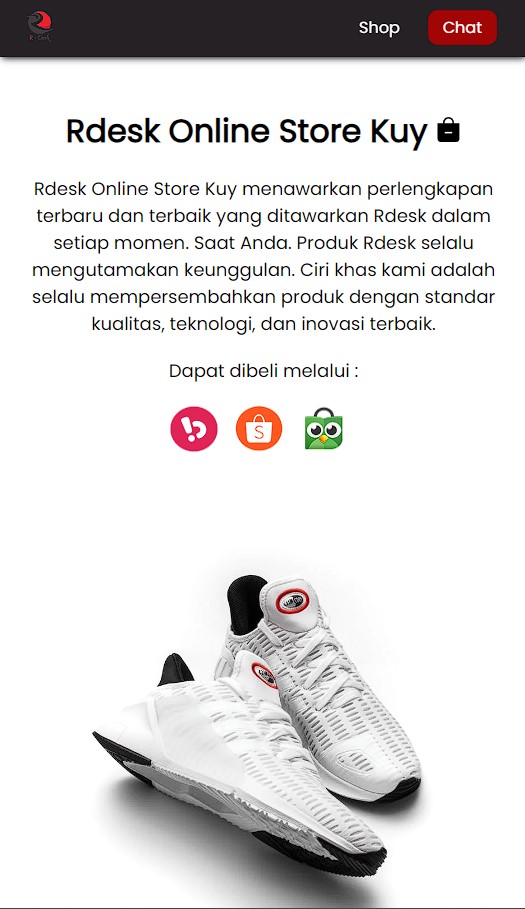 Shop
Chat
Rdesk Online Store Kuy
Rdesk Online Store Kuy menawarkan perlengkapan
terbaru dan terbaik yang ditawarkan Rdesk dalam
setiap momen. Saat Anda. Produk Rdesk selalu
mengutamakan keunggulan. Ciri khas kami adalah
selalu mempersembahkan produk dengan standar
kualitas, teknologi, dan inovasi terbaik.
Dapat dibeli melalui :
S